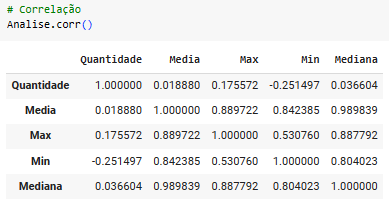 # Correlação
Analise.corr()
Quantidade Media Max Min Mediana
Quantidade 1.000000 0.018880 0.175572 -0.251497 0.036604
Media 0.018880 1.000000 0.889722 0.842385 0.989839
Max 0.175572 0.889722 1.000000 0.530760 0.887792
Min -0.251497 0.842385 0.530760 1.000000 0.804023
Mediana 0.036604 0.989839 0.887792 0.804023 1.000000